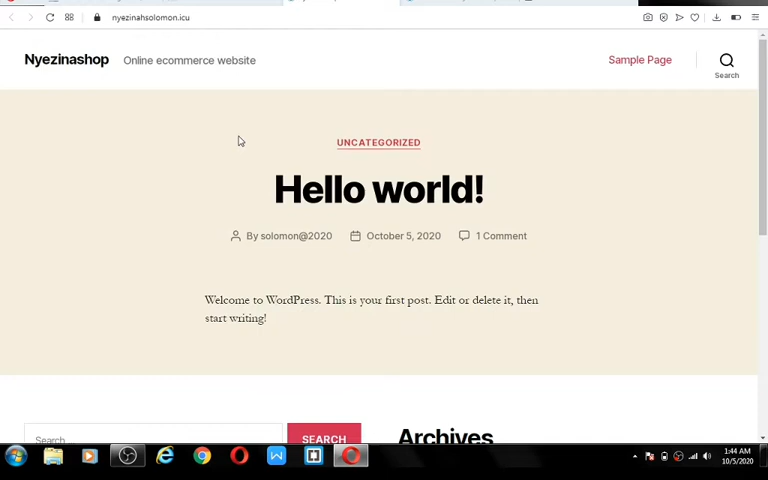 nyezinahsolomon.icu
Nyezinashop Online ecommerce website Sample Page
Search
UNCATEGORIZED
Hello world!
By solomon@2020 October 5, 2020 1 Comment
Welcome to WordPress. This is your first post. Edit or delete it, then
start writing!
Search SEARCH
Archives
1:44 AM
10/5/2020